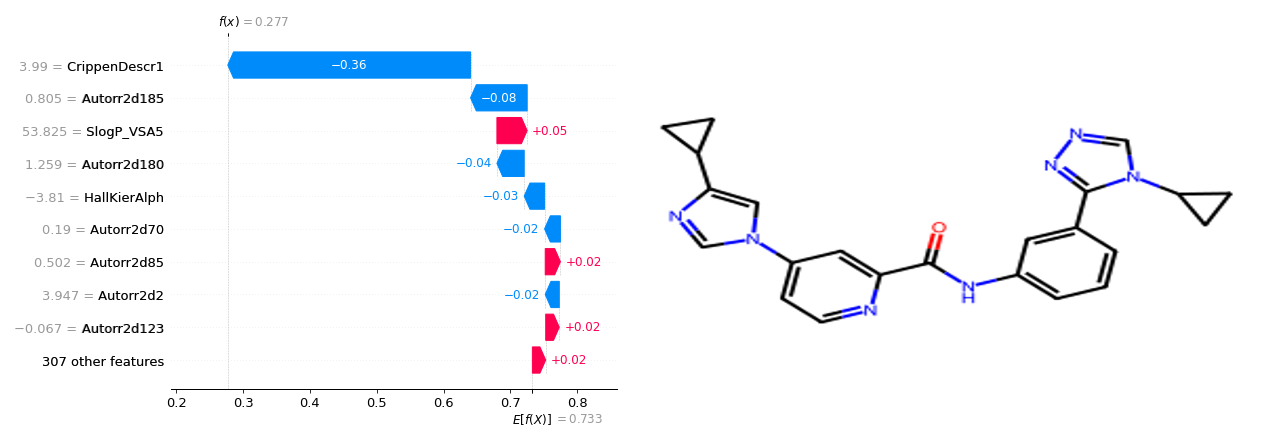 f(x) = 0.277
3.99 = CrippenDescr1
−0.36
0.805 = Autorr2d185
−0.08
53.825 = SlogP_VSA5
+0.05
1.259 = Autorr2d180
−0.04
−3.81 = HallKierAlph
−0.03
0.19 = Autorr2d70
−0.02
0.502 = Autorr2d85
+0.02
3.947 = Autorr2d2
−0.02
−0.067 = Autorr2d123
+0.02
307 other features
+0.02
0.2 0.3 0.4 0.5 0.6 0.7 0.8
E[f(X)] = 0.733
N
N
N
N
N
O
N
H
N